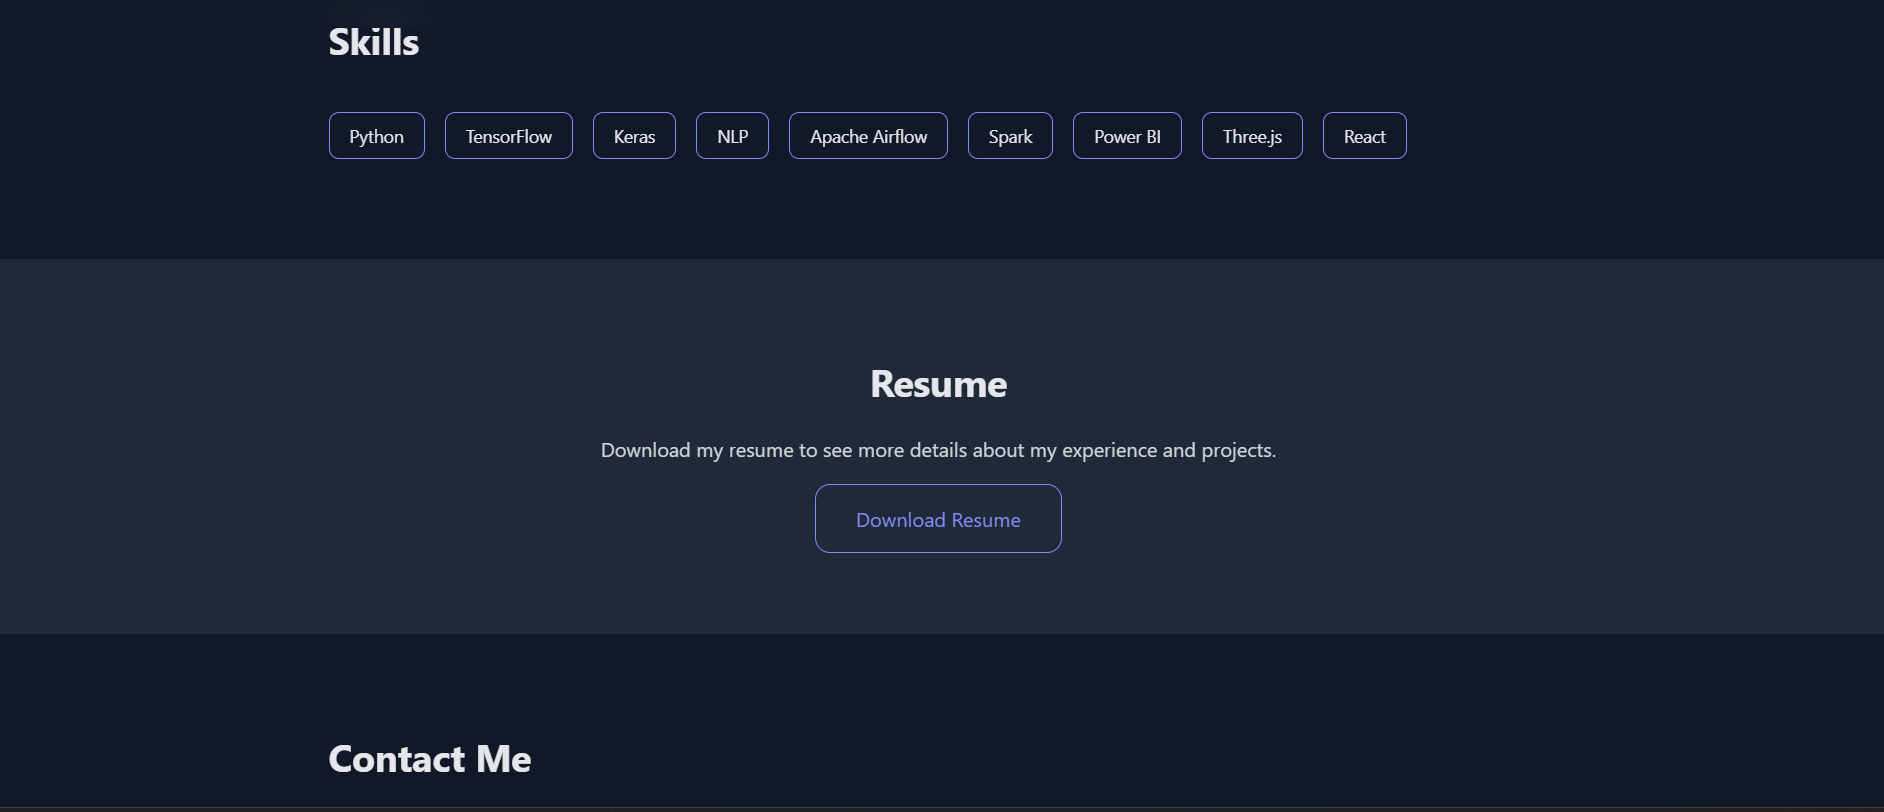 Skills
Python TensorFlow Keras NLP Apache Airflow Spark Power BI Three.js React
Resume
Download my resume to see more details about my experience and projects.
Download Resume
Contact Me